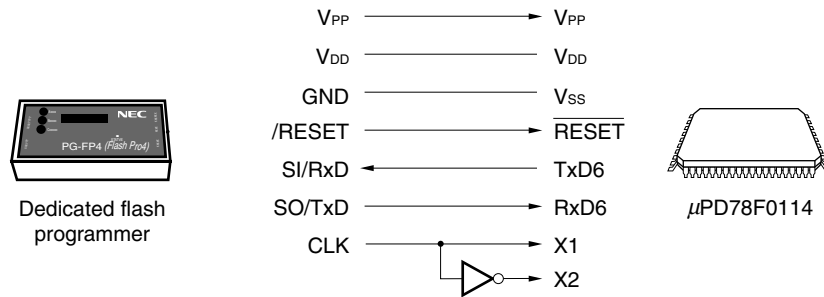 VPP VPP
VDD VDD
GND VSS
/RESET RESET
SI/RxD TxD6
SO/TxD RxD6
CLK X1
X2
NEC
PG-FP4 (Flash Pro4)
Dedicated flash
programmer
μPD78F0114